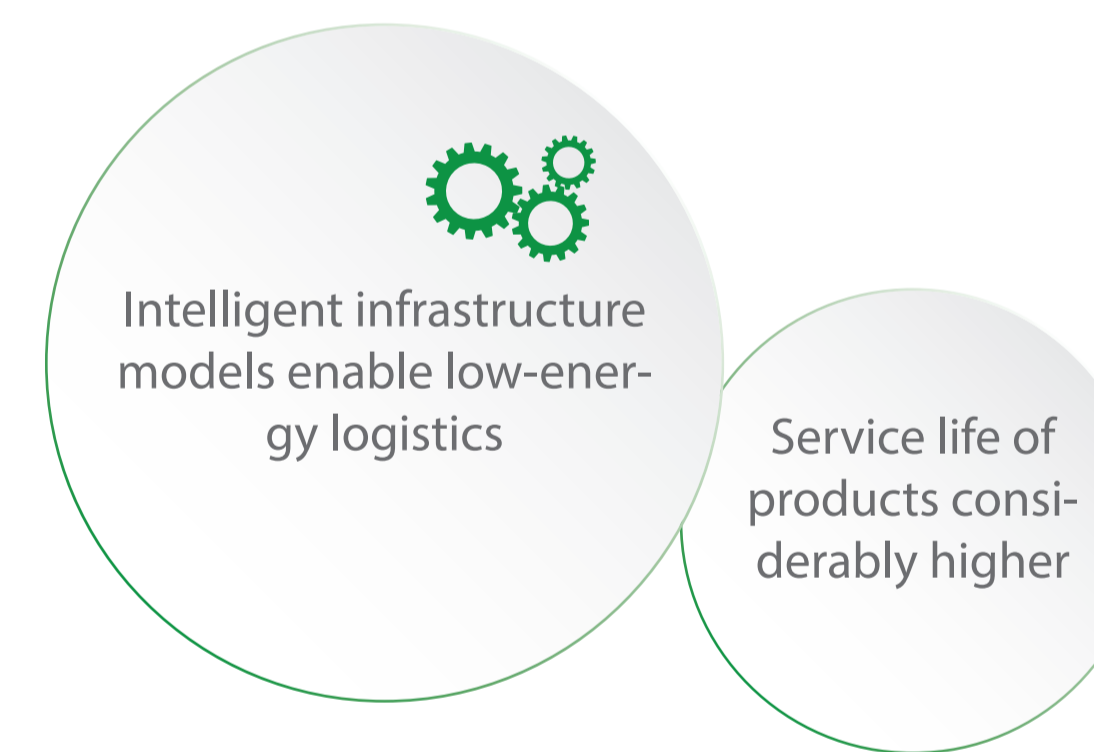 Intelligent infrastructure
models enable low-ener-
gy logistics
Service life of
products consi-
derably higher